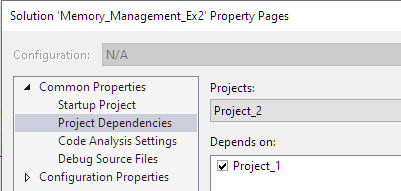 Solution 'Memory_Management_Ex2' Property Pages
Configuration: N/A
Common Properties
Startup Project
Project Dependencies
Code Analysis Settings
Debug Source Files
Configuration Properties
Projects:
Project_2
Depends on:
Project_1